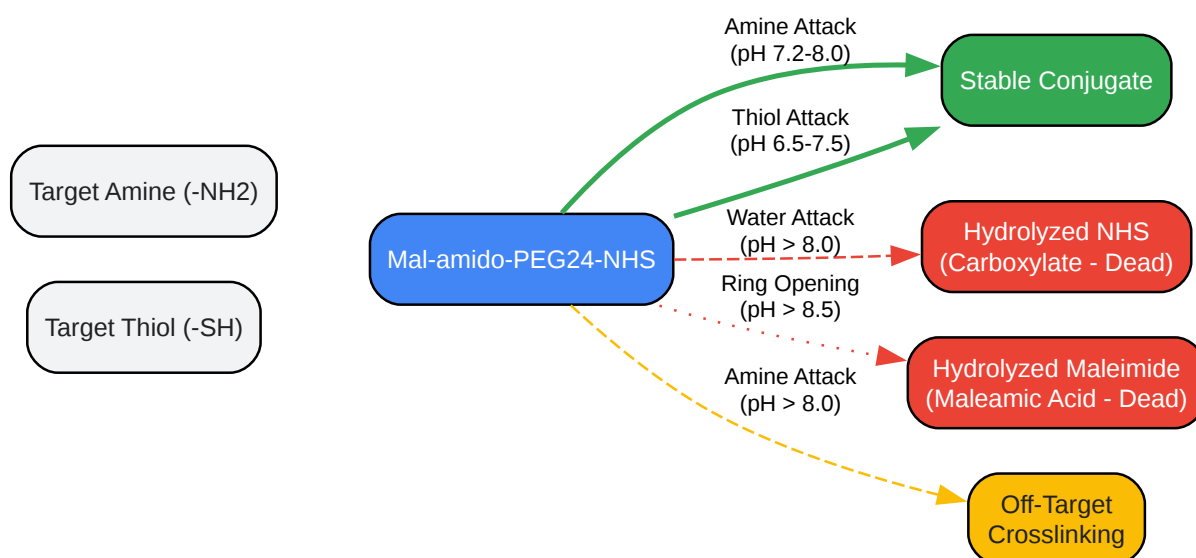 Amine Attack
(pH 7.2-8.0)
Stable Conjugate
Thiol Attack
(pH 6.5-7.5)
Target Amine (-NH2)
Mal-amido-PEG24-NHS
Water Attack
(pH > 8.0)
Hydrolyzed NHS
(Carboxylate - Dead)
Target Thiol (-SH)
Ring Opening
(pH > 8.5)
Hydrolyzed Maleimide
(Maleamic Acid - Dead)
Amine Attack
(pH > 8.0)
Off-Target
Crosslinking